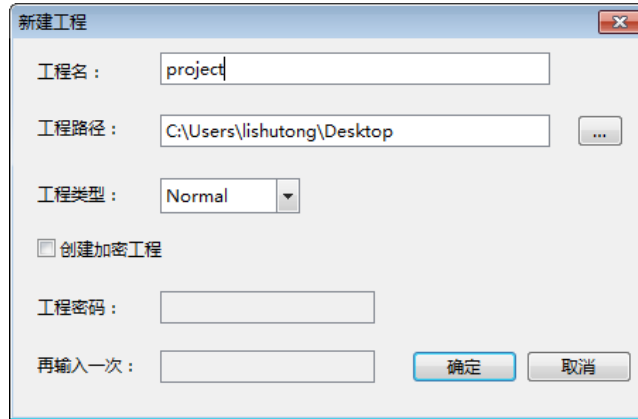 新建工程
工程名：
project
工程路径：
C:\Users\lishutong\Desktop
...
工程类型：
Normal
创建加密工程
工程密码：
再输入一次：
确定
取消